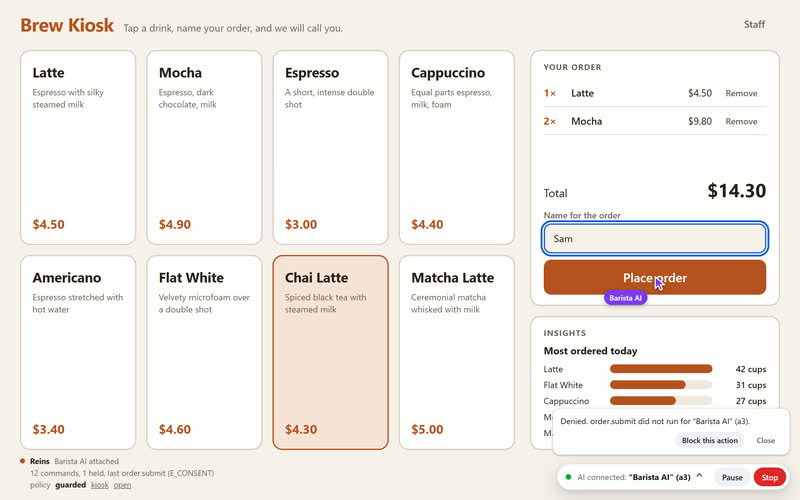 Brew Kiosk Tap a drink, name your order, and we will call you. Staff
Latte
Espresso with silky
steamed milk
$4.50
Mocha
Espresso, dark
chocolate, milk
$4.90
Espresso
A short, intense double
shot
$3.00
Cappuccino
Equal parts espresso,
milk, foam
$4.40
Americano
Espresso stretched with
hot water
$3.40
Flat White
Velvety microfoam over
a double shot
$4.60
Chai Latte
Spiced black tea with
steamed milk
$4.30
Matcha Latte
Ceremonial matcha
whisked with milk
$5.00
YOUR ORDER
1× Latte $4.50 Remove
2× Mocha $9.80 Remove
Total $14.30
Name for the order
Sam
Place order
Barista AI
INSIGHTS
Most ordered today
Latte 42 cups
Flat White 31 cups
Cappuccino 27 cups
Denied. order.submit did not run for “Barista AI” (a3).
Block this action Close
AI connected: “Barista AI” (a3) Pause Stop
Reins Barista AI attached
12 commands, 1 held, last order.submit (E_CONSENT)
policy guarded kiosk open